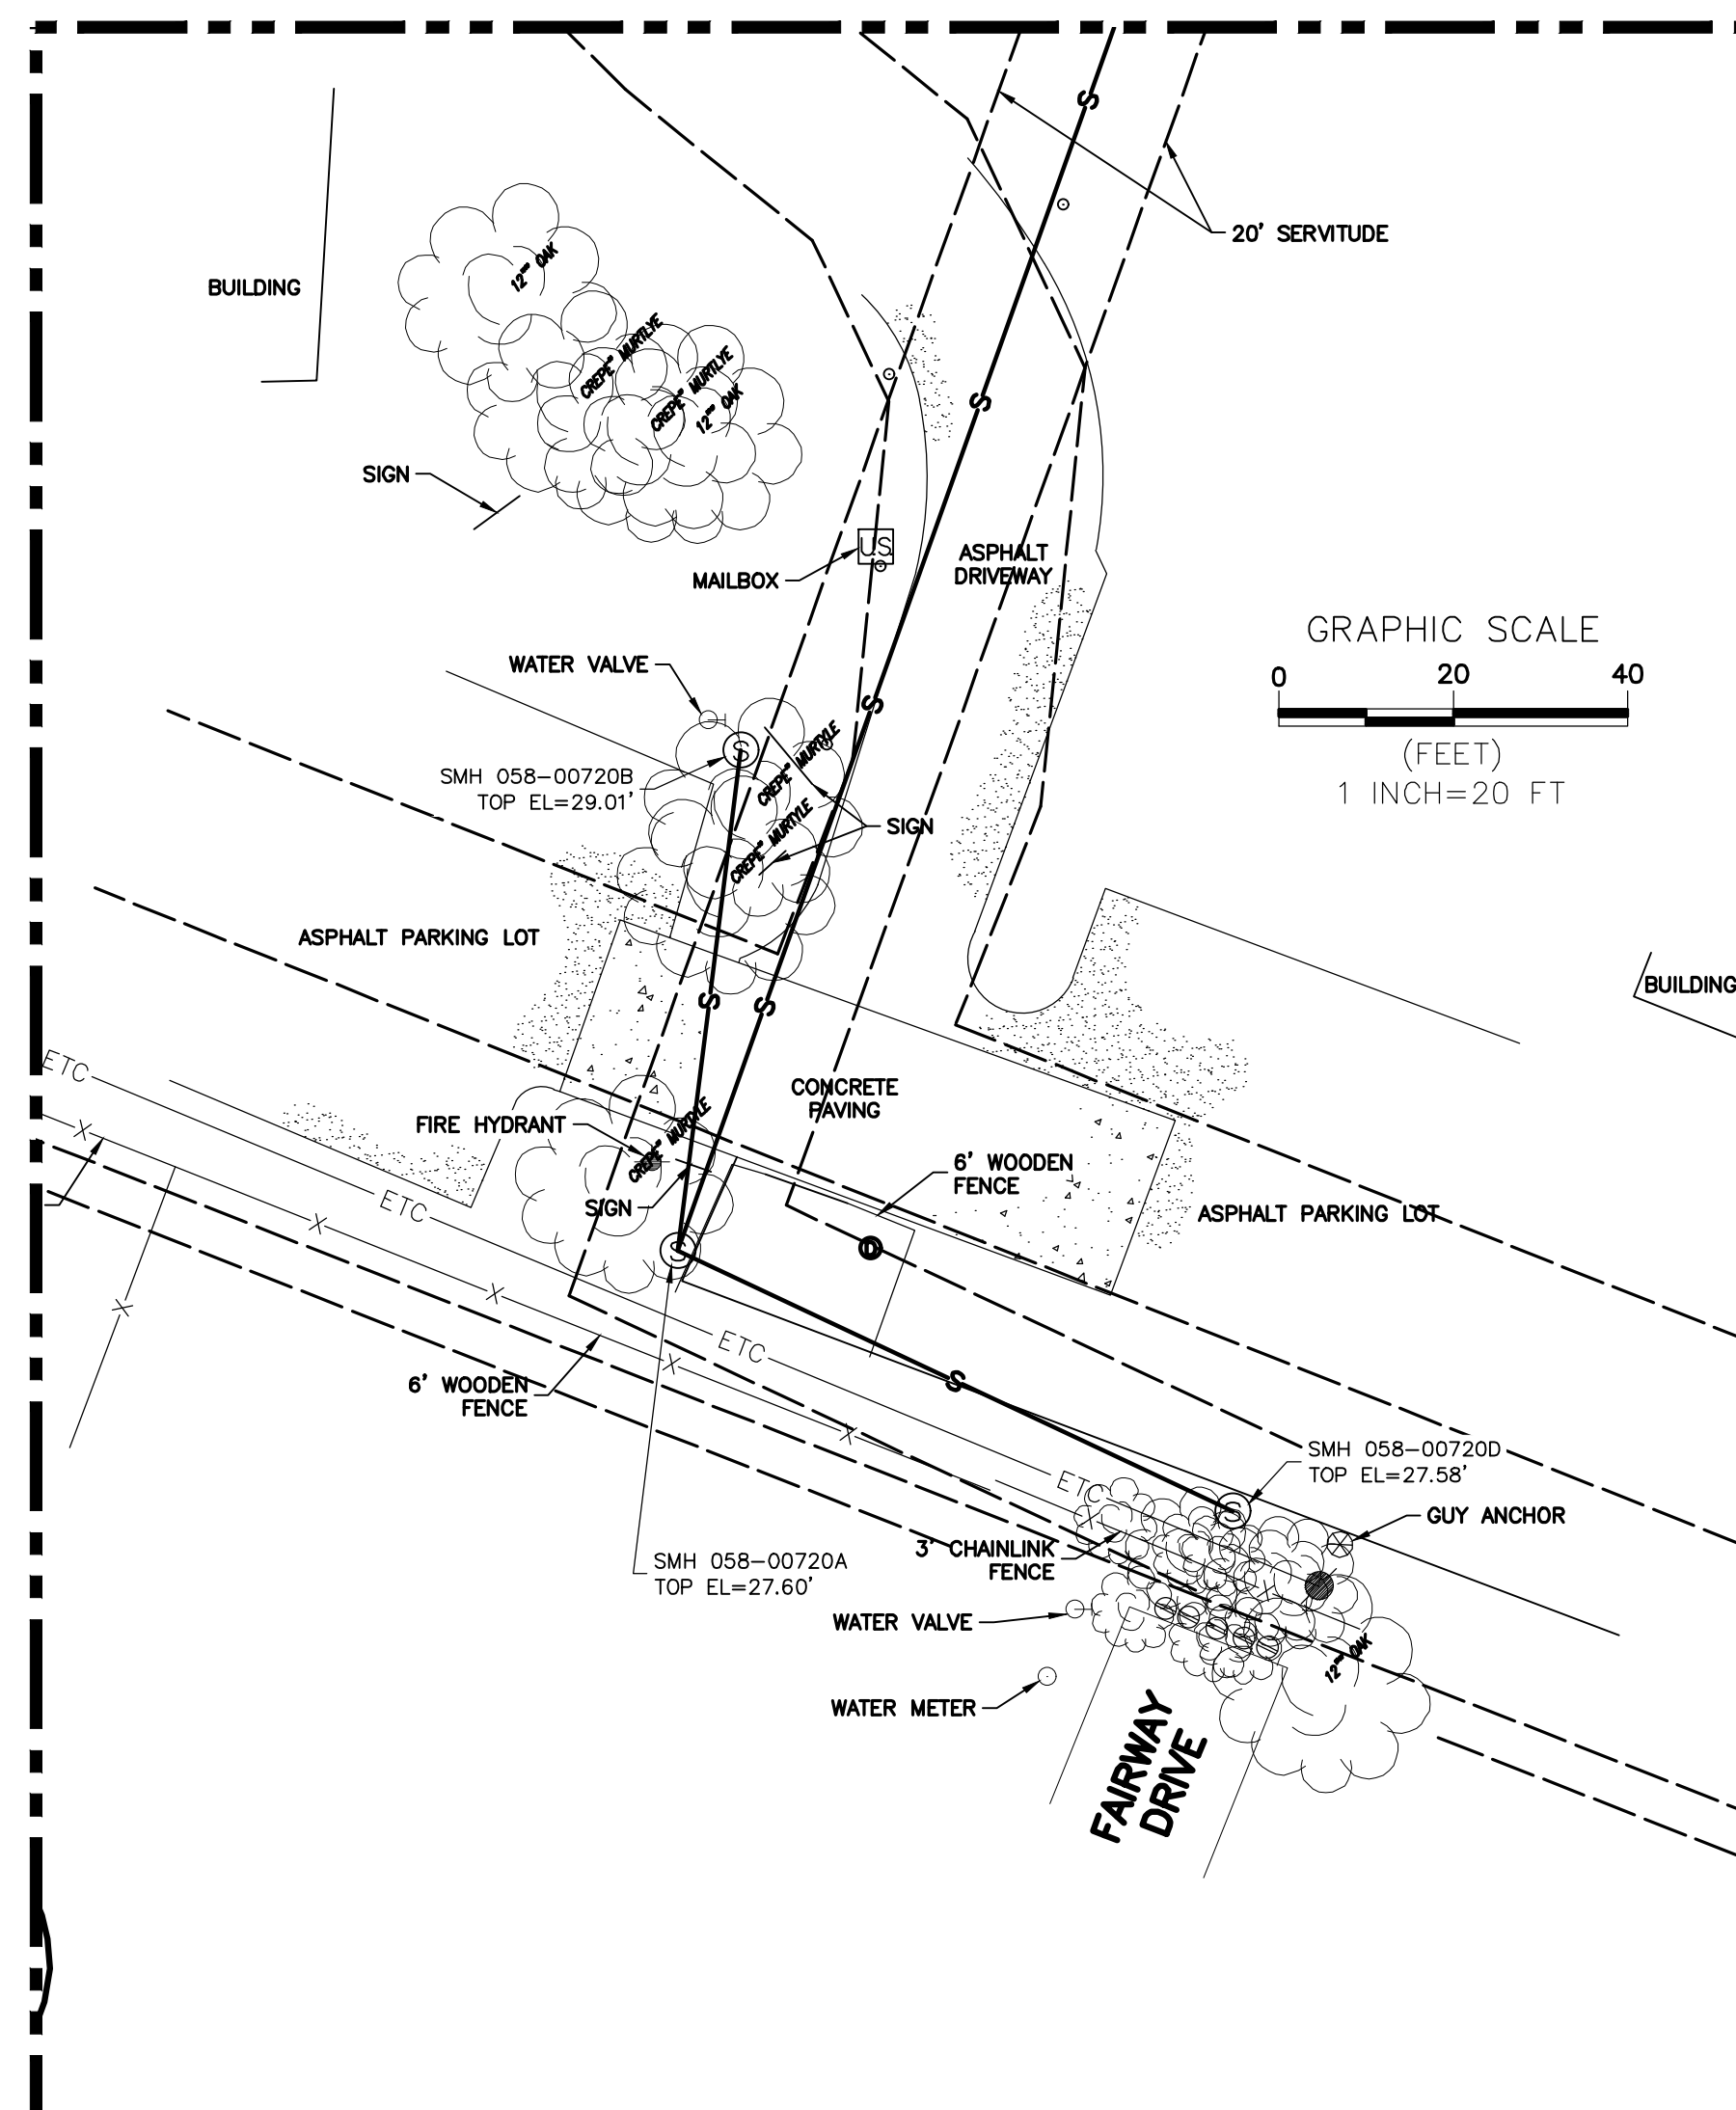 S
20' SERVITUDE
12"" OAK
BUILDING
CREPE" MURTLYE
CREPE" MURTLYE
12"" OAK
S
SIGN
U.S.
ASPHALT
DRIVEWAY
MAILBOX
GRAPHIC SCALE
0 20 40
(FEET)
1 INCH=20 FT
WATER VALVE
S
S
CREPE" MURTYLE
SMH 058-00720B
TOP EL=29.01'
SIGN
CREPE" MURTYLE
ASPHALT PARKING LOT
BUILDING
S
S
ETC
CONCRETE
PAVING
FIRE HYDRANT
CREPE" MURTYLE
X
6' WOODEN
FENCE
SIGN
ETC
ASPHALT PARKING LOT
X
D
S
X
X
ETC
X
6' WOODEN
FENCE
S
X
SMH 058-00720D
TOP EL=27.58'
ETC
S
GUY ANCHOR
3' CHAINLINK
FENCE
SMH 058-00720A
TOP EL=27.60'
WATER VALVE
12"" OAK
WATER METER
FAIRWAY
DRIVE